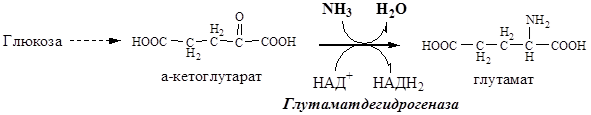 NH3 H2O
O NH2
H2 H2
Глюкоза HOOC C C C COOH HOOC C C C COOH
H2 H2 H
НАД+ НАДН2
а-кетоглутарат глутамат
Глутаматдегидрогеназа